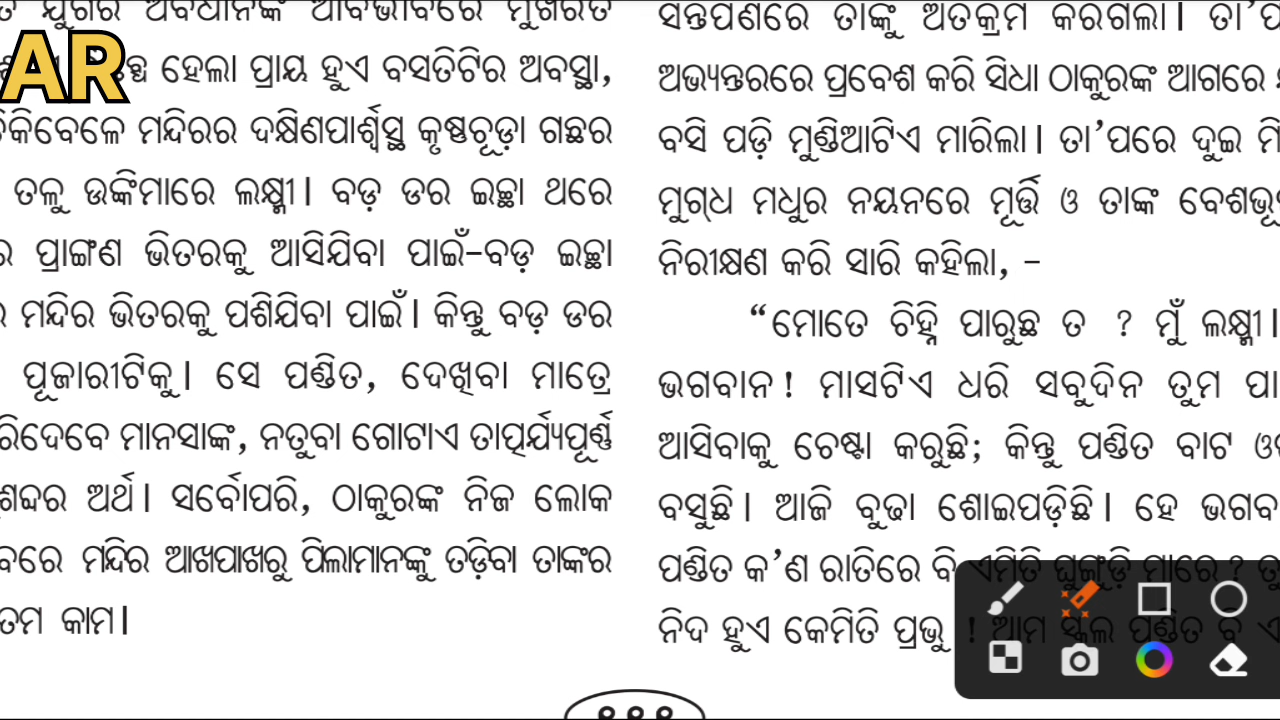 ଯୁଗର ଅବଧାନଙ୍କ ଆବିର୍ଭାବରେ ମୁଖରିତ
AR
ହେଲା ପ୍ରାୟ ହୁଏ ବସତିଟିର ଅବସ୍ଥା,
ମନ୍ଦିରର ଦକ୍ଷିଣପାର୍ଶ୍ୱସ୍ଥ କୃଷ୍ଣଚୂଡ଼ା ଗଛର
ତଳୁ ଉଙ୍କିମାରେ ଲକ୍ଷ୍ମୀ। ବଡ଼ ଡର ଇଚ୍ଛା ଥରେ
ପ୍ରାଙ୍ଗଣ ଭିତରକୁ ଆସିଯିବା ପାଇଁ–ବଡ଼ ଇଚ୍ଛା
ମନ୍ଦିର ଭିତରକୁ ପଶିଯିବା ପାଇଁ। କିନ୍ତୁ ବଡ଼ ଡର
ପୂଜାରୀଟିକୁ। ସେ ପଣ୍ଡିତ, ଦେଖିବା ମାତ୍ରେ
ମାନସାଙ୍କ, ନତୁବା ଗୋଟାଏ ତାତ୍ପର୍ଯ୍ୟପୂର୍ଣ୍ଣ
ଶବ୍ଦର ଅର୍ଥ। ସର୍ବୋପରି, ଠାକୁରଙ୍କ ନିଜ ଲୋକ
ମନ୍ଦିର ଆଖପାଖରୁ ପିଲାମାନଙ୍କୁ ତଡ଼ିବା ତାଙ୍କର
କାମ।
ସନ୍ତର୍ପଣରେ ତାଙ୍କୁ ଅତିକ୍ରମ କରିଗଲା। ତା’ପ
ଅଭ୍ୟନ୍ତରରେ ପ୍ରବେଶ କରି ସିଧା ଠାକୁରଙ୍କ ଆଗରେ
ବସି ପଡ଼ି ମୁଣ୍ଡିଆଟିଏ ମାରିଲା। ତା’ପରେ ଦୁଇ ମି
ମୁଗ୍ଧ ମଧୁର ନୟନରେ ମୂର୍ତ୍ତି ଓ ତାଙ୍କ ବେଶଭୂ
ନିରୀକ୍ଷଣ କରି ସାରି କହିଲା, –
“ମୋତେ ଚିହ୍ନି ପାରୁଛ ତ ? ମୁଁ ଲକ୍ଷ୍ମୀ।
ଭଗବାନ! ମାସଟିଏ ଧରି ସବୁଦିନ ତୁମ ପା
ଆସିବାକୁ ଚେଷ୍ଟା କରୁଛି; କିନ୍ତୁ ପଣ୍ଡିତ ବାଟ ଓ
ବସୁଛି। ଆଜି ବୁଢା ଶୋଇପଡ଼ିଛି। ହେ ଭଗବ
ପଣ୍ଡିତ କ’ଣ ରାତିରେ ବି ଏମିତି ଘୁଙ୍ଗୁଡ଼ି ମାରେ ?
ନିଦ ହୁଏ କେମିତି ପ୍ରଭୁ ! ଆମ ସ୍କୁଲ ପଣ୍ଡିତ ବି